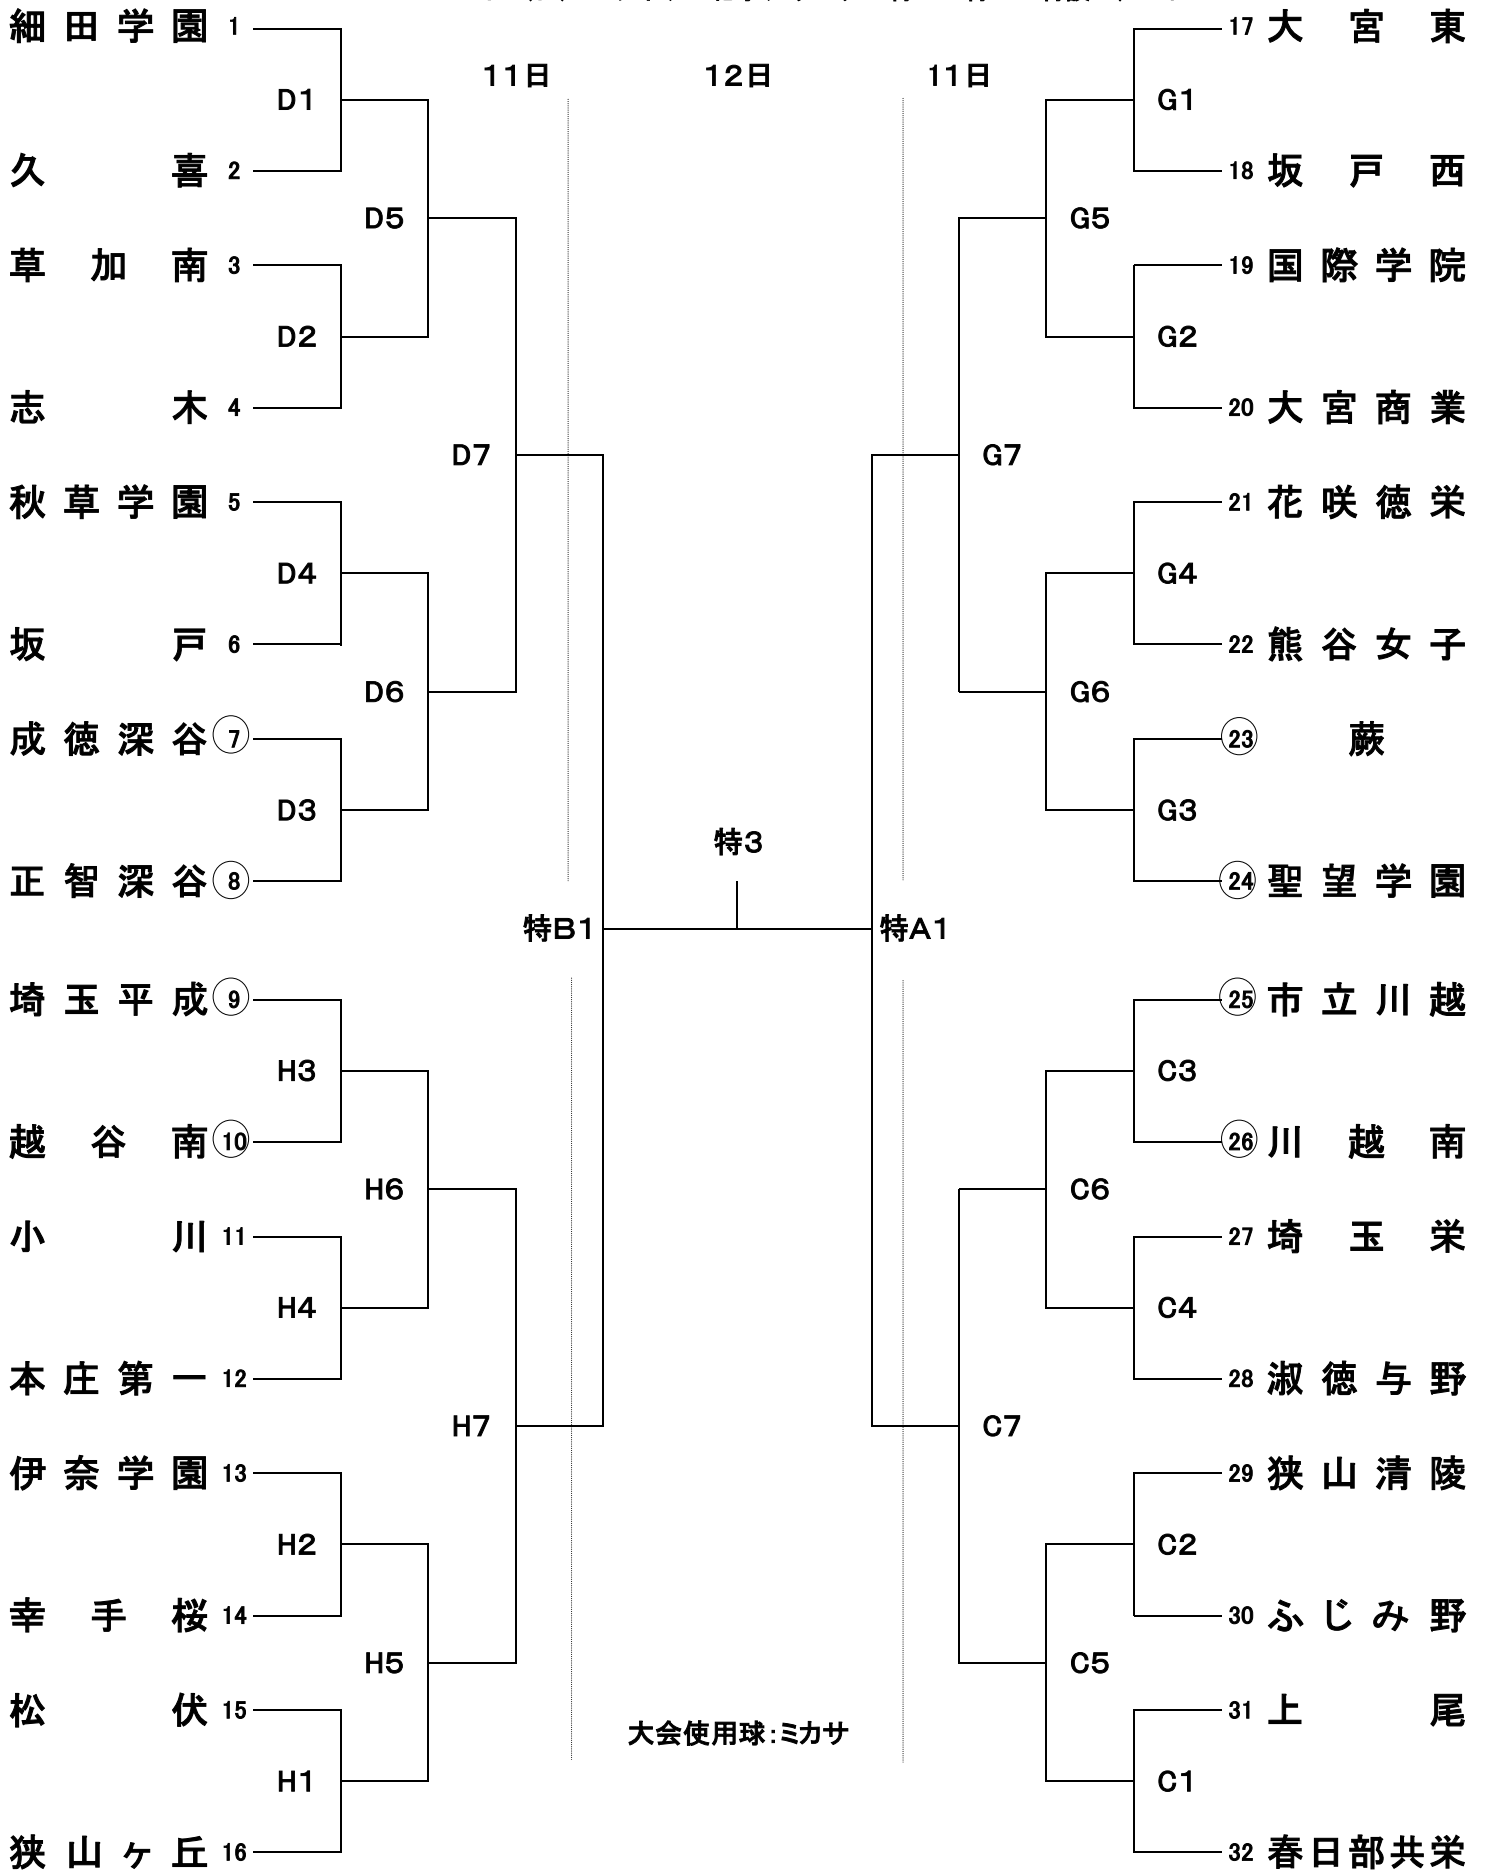 細田学園 1
17 大宮東
11日 12日 11日
D1
G1
久喜 2
18 坂戸西
D5
G5
草加南 3
19 国際学院
D2
G2
志木 4
20 大宮商業
D7
G7
秋草学園 5
21 花咲徳栄
D4
G4
坂戸 6
22 熊谷女子
D6
G6
成徳深谷 7
23 蕨
D3
G3
特3
正智深谷 8
24 聖望学園
特B1
特A1
埼玉平成 9
25 市立川越
H3
C3
越谷南 10
26 川越南
H6
C6
小川 11
27 埼玉栄
H4
C4
本庄第一 12
28 淑徳与野
H7
C7
伊奈学園 13
29 狭山清陵
H2
C2
幸手桜 14
30 ふじみ野
H5
C5
松伏 15
31 上尾
大会使用球：ミカサ
H1
C1
狭山ヶ丘 16
32 春日部共栄